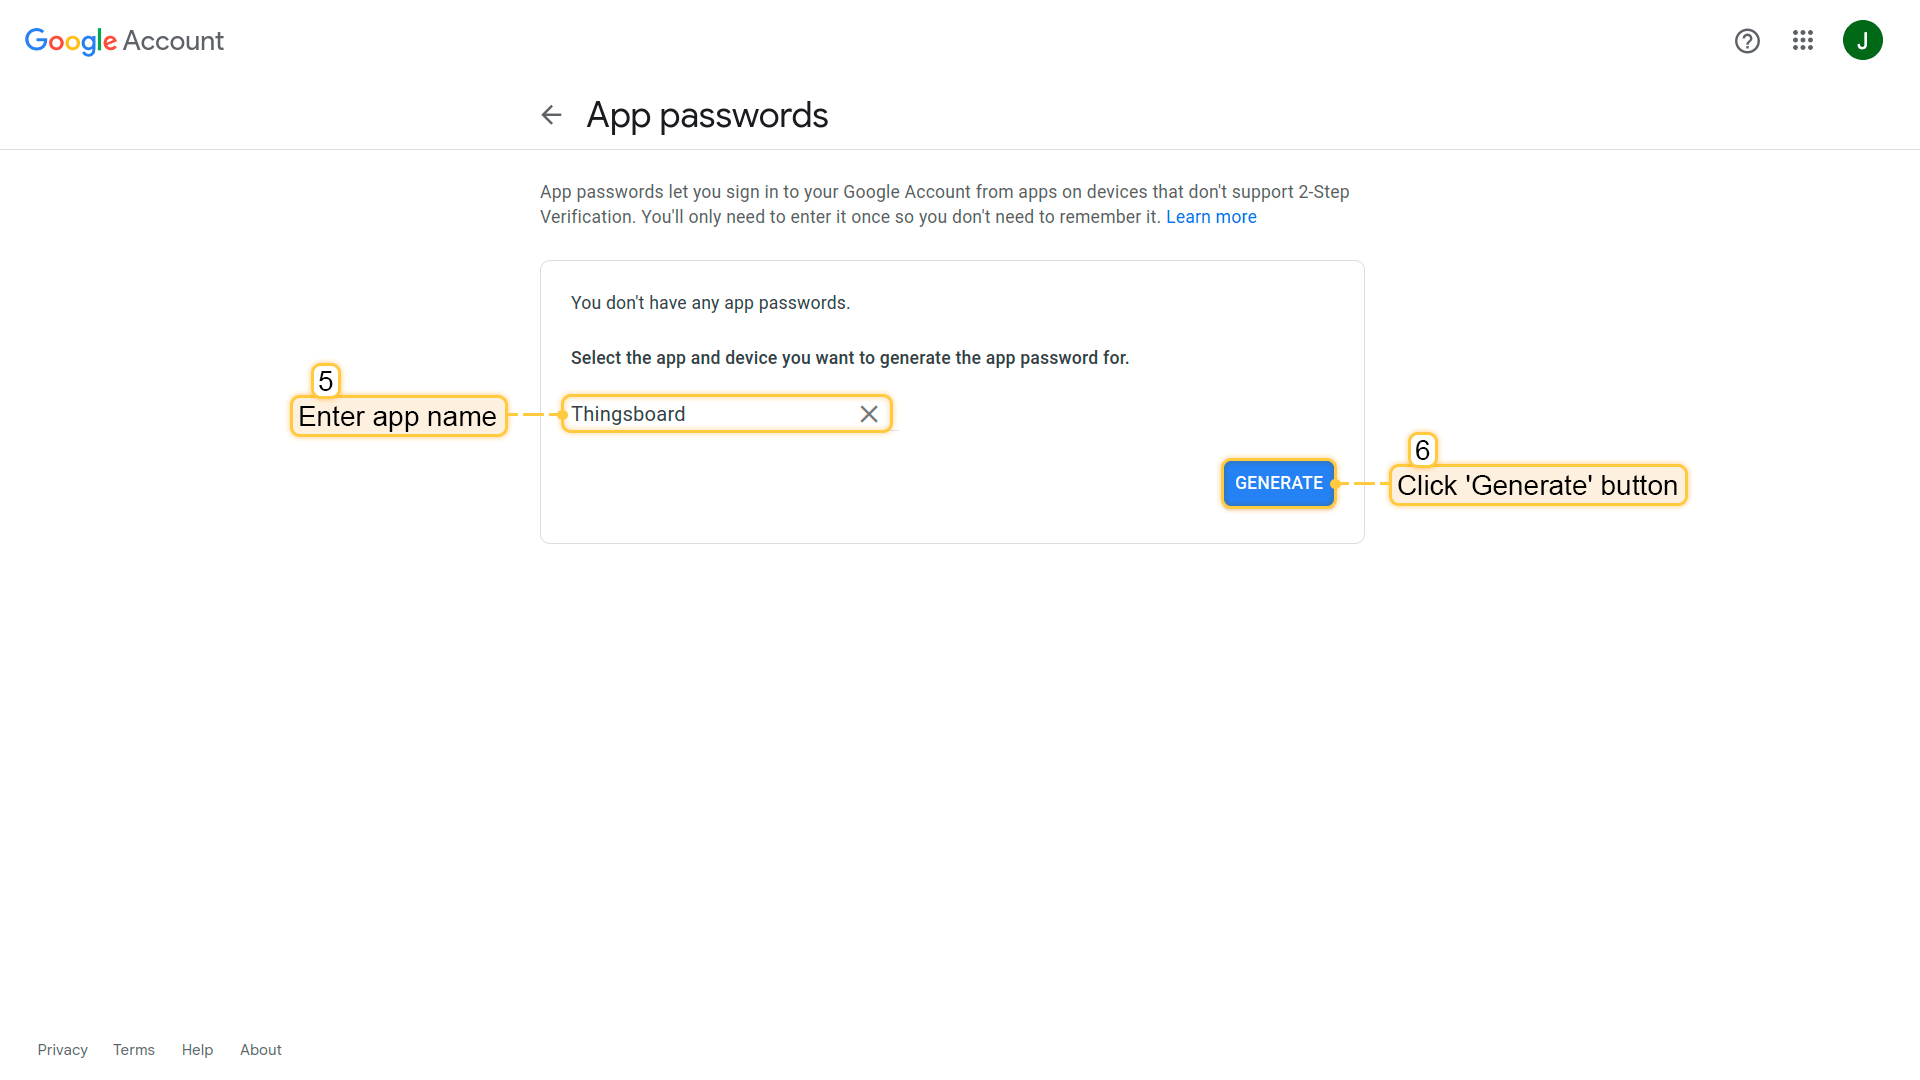 Google Account
J
App passwords
App passwords let you sign in to your Google Account from apps on devices that don't support 2-Step
Verification. You'll only need to enter it once so you don't need to remember it. Learn more
You don't have any app passwords.
Select the app and device you want to generate the app password for.
5
Enter app name
Thingsboard
6
GENERATE
Click 'Generate' button
Privacy Terms Help About